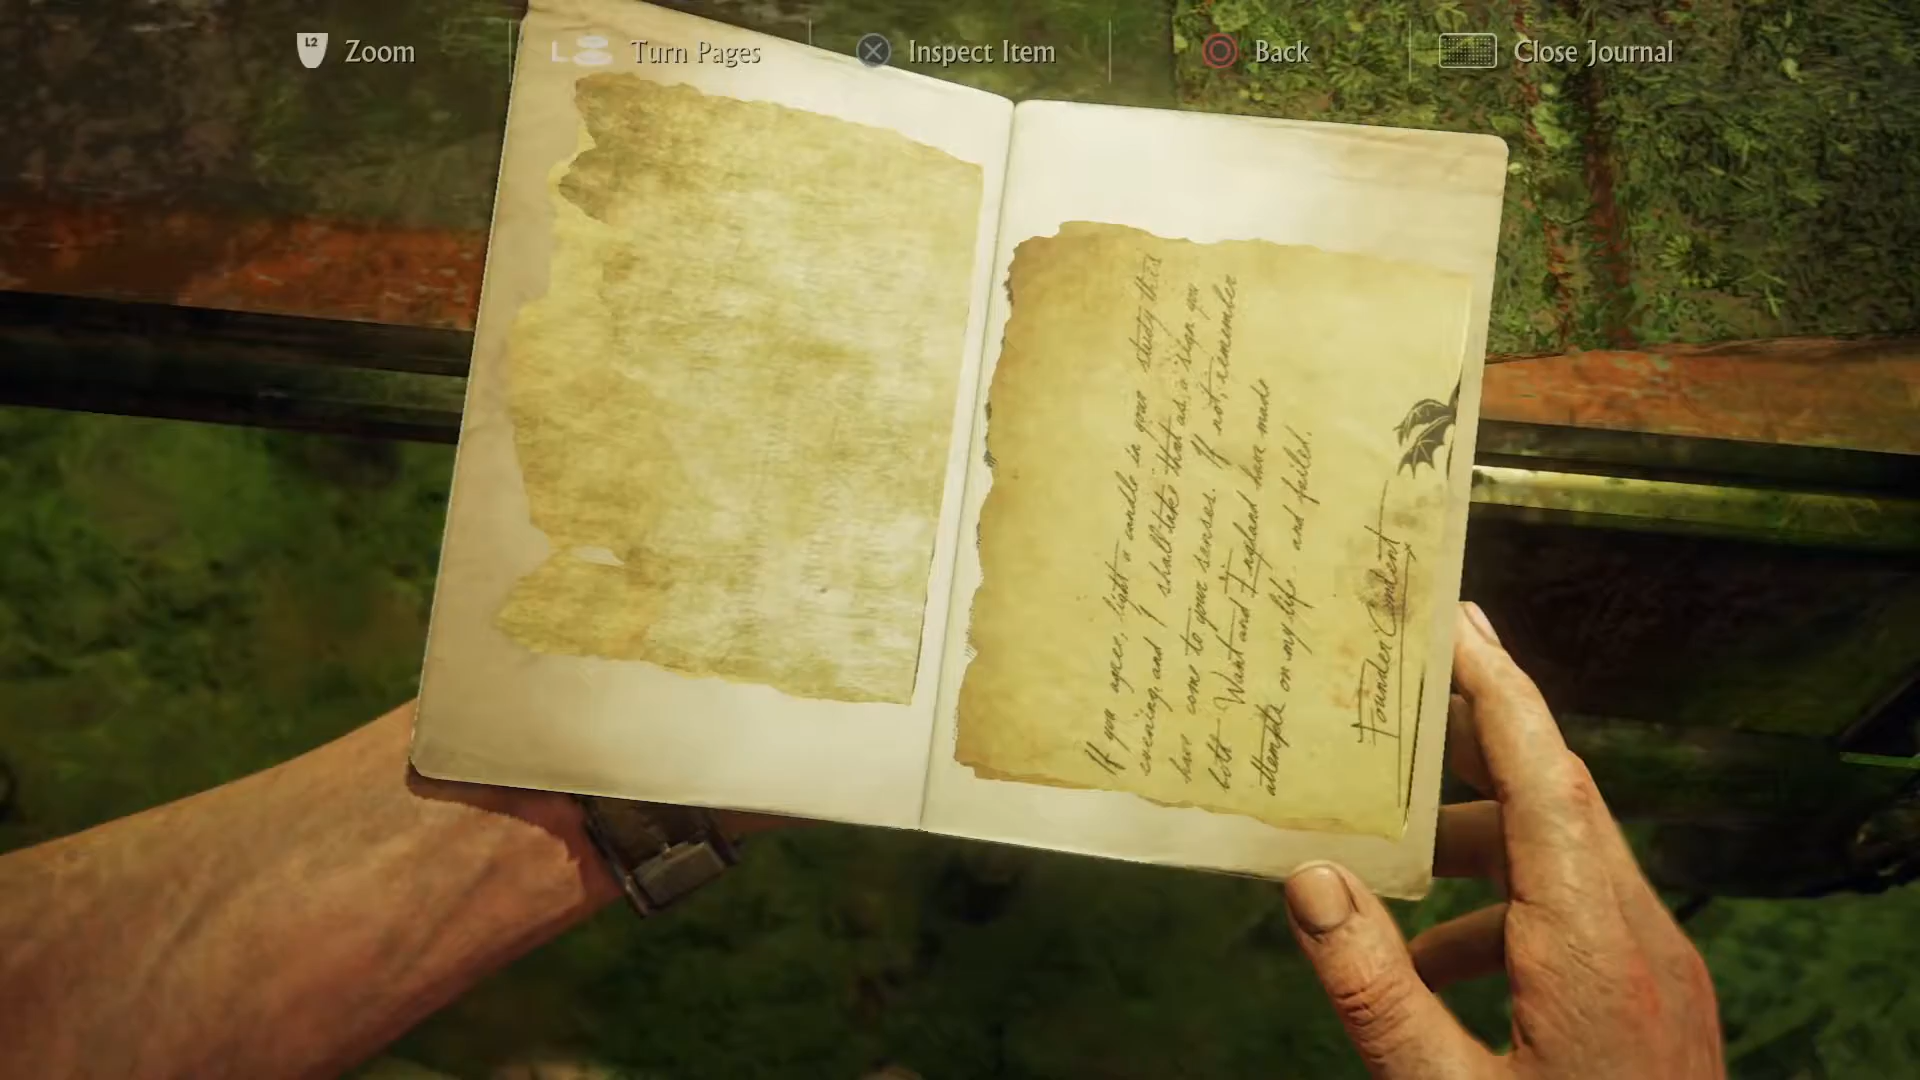 L2 Zoom
L Turn Pages
Inspect Item
Back
Close Journal
If you agree, light a candle in your study this
evening, and I shall take that as a sign you
have come to your senses. If not, remember
both Want and England have made
attempts on my life - and failed.
Founder Contient